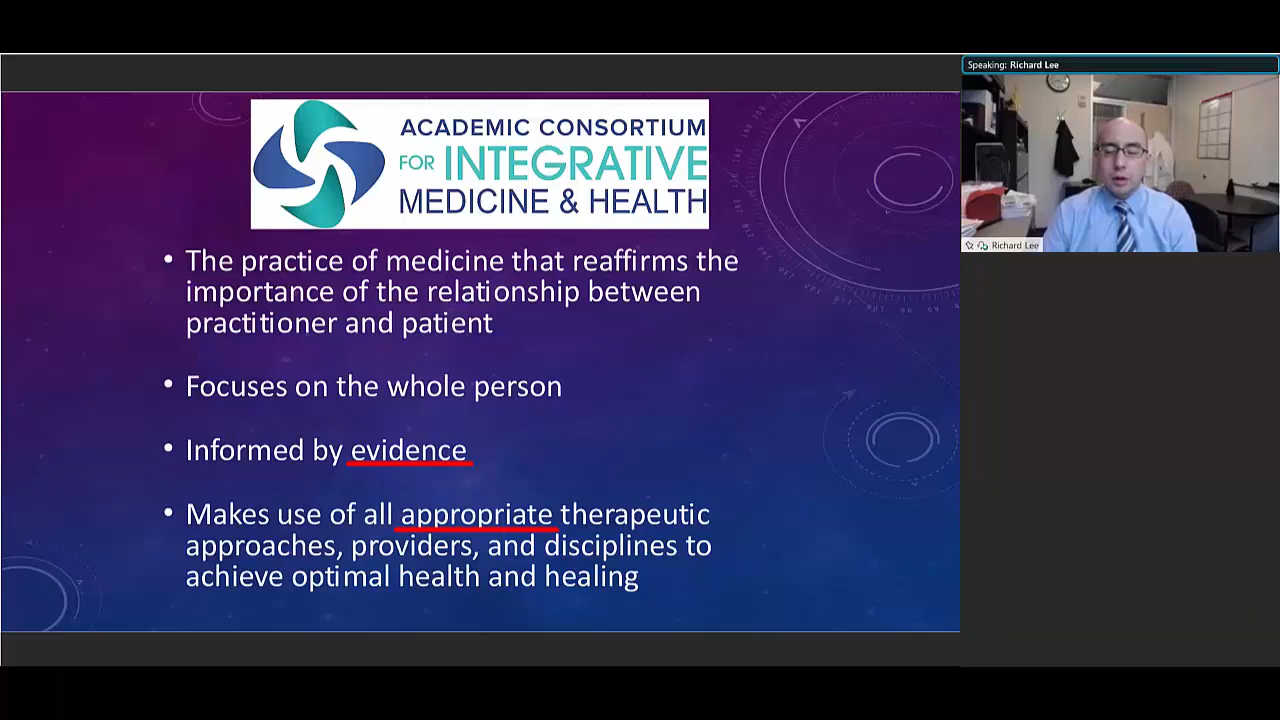 Speaking: Richard Lee
ACADEMIC CONSORTIUM
FOR INTEGRATIVE
MEDICINE & HEALTH
• The practice of medicine that reaffirms the
importance of the relationship between
practitioner and patient
• Focuses on the whole person
• Informed by evidence
• Makes use of all appropriate therapeutic
approaches, providers, and disciplines to
achieve optimal health and healing
Richard Lee